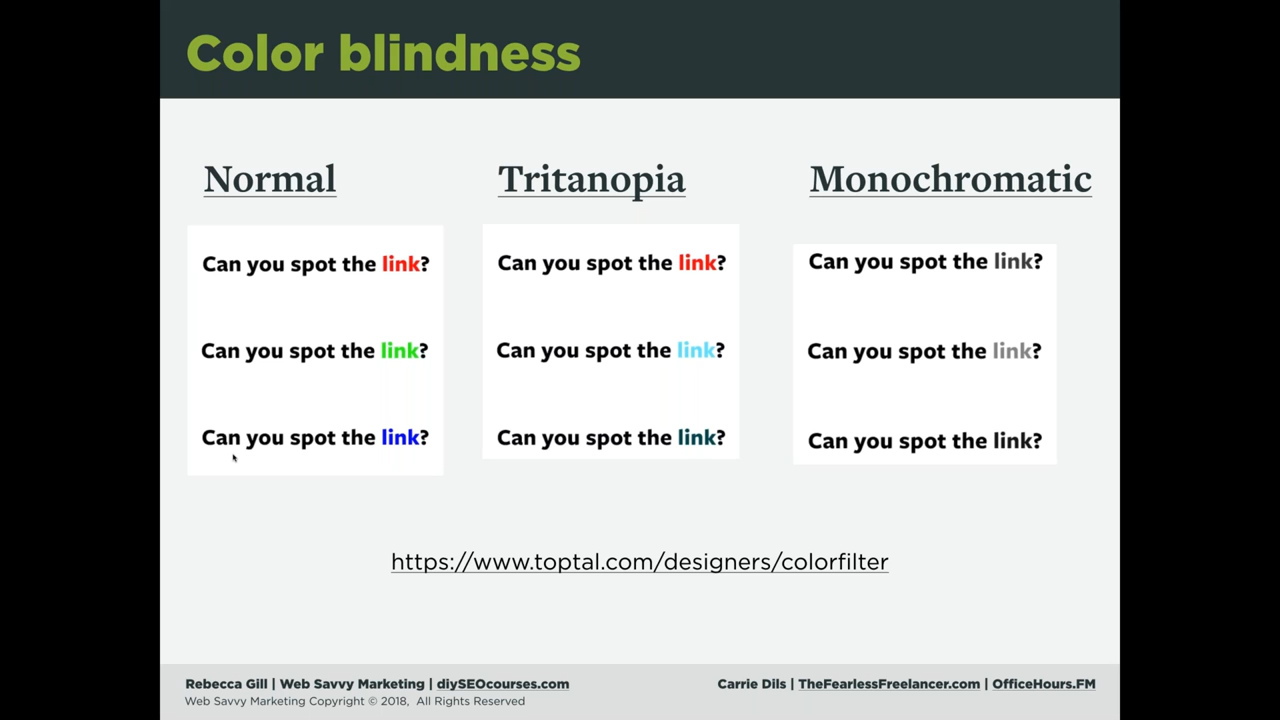 Color blindness
Normal
Can you spot the link?
Can you spot the link?
Can you spot the link?
Tritanopia
Can you spot the link?
Can you spot the link?
Can you spot the link?
Monochromatic
Can you spot the link?
Can you spot the link?
Can you spot the link?
https://www.toptal.com/designers/colorfilter
Rebecca Gill | Web Savvy Marketing | diySEOcourses.com
Web Savvy Marketing Copyright © 2018, All Rights Reserved
Carrie Dils | TheFearlessFreelancer.com | OfficeHours.FM